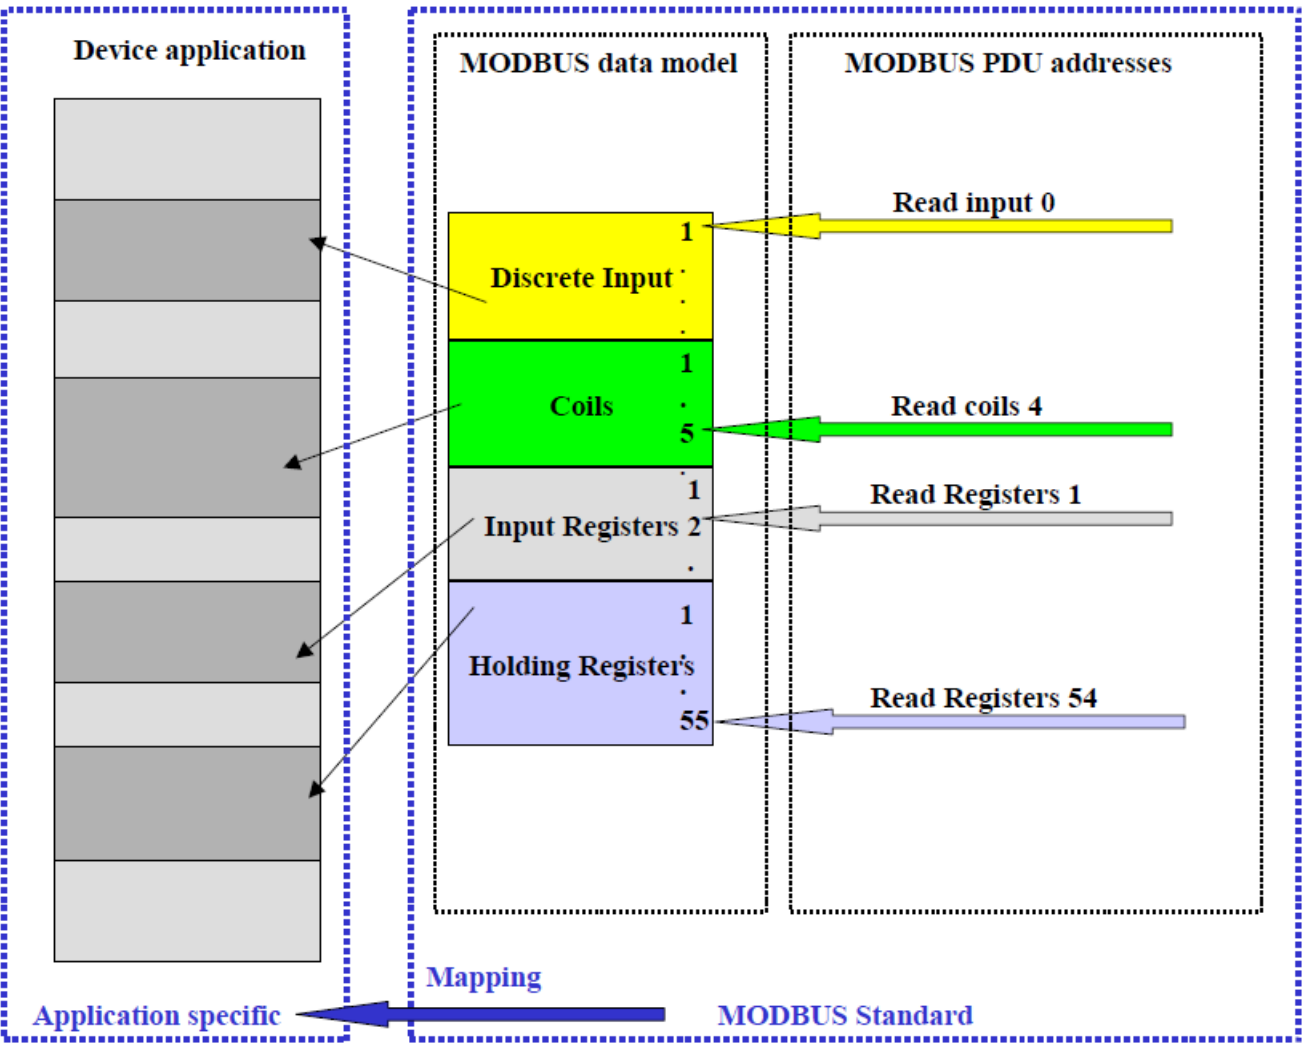 Device application
MODBUS data model
MODBUS PDU addresses
Read input 0
1
Discrete Input
.
.
.
1
Coils
.
5
.
Read coils 4
1
Input Registers 2
.
Read Registers 1
1
.
Holding Registers
.
55
Read Registers 54
Mapping
Application specific
MODBUS Standard